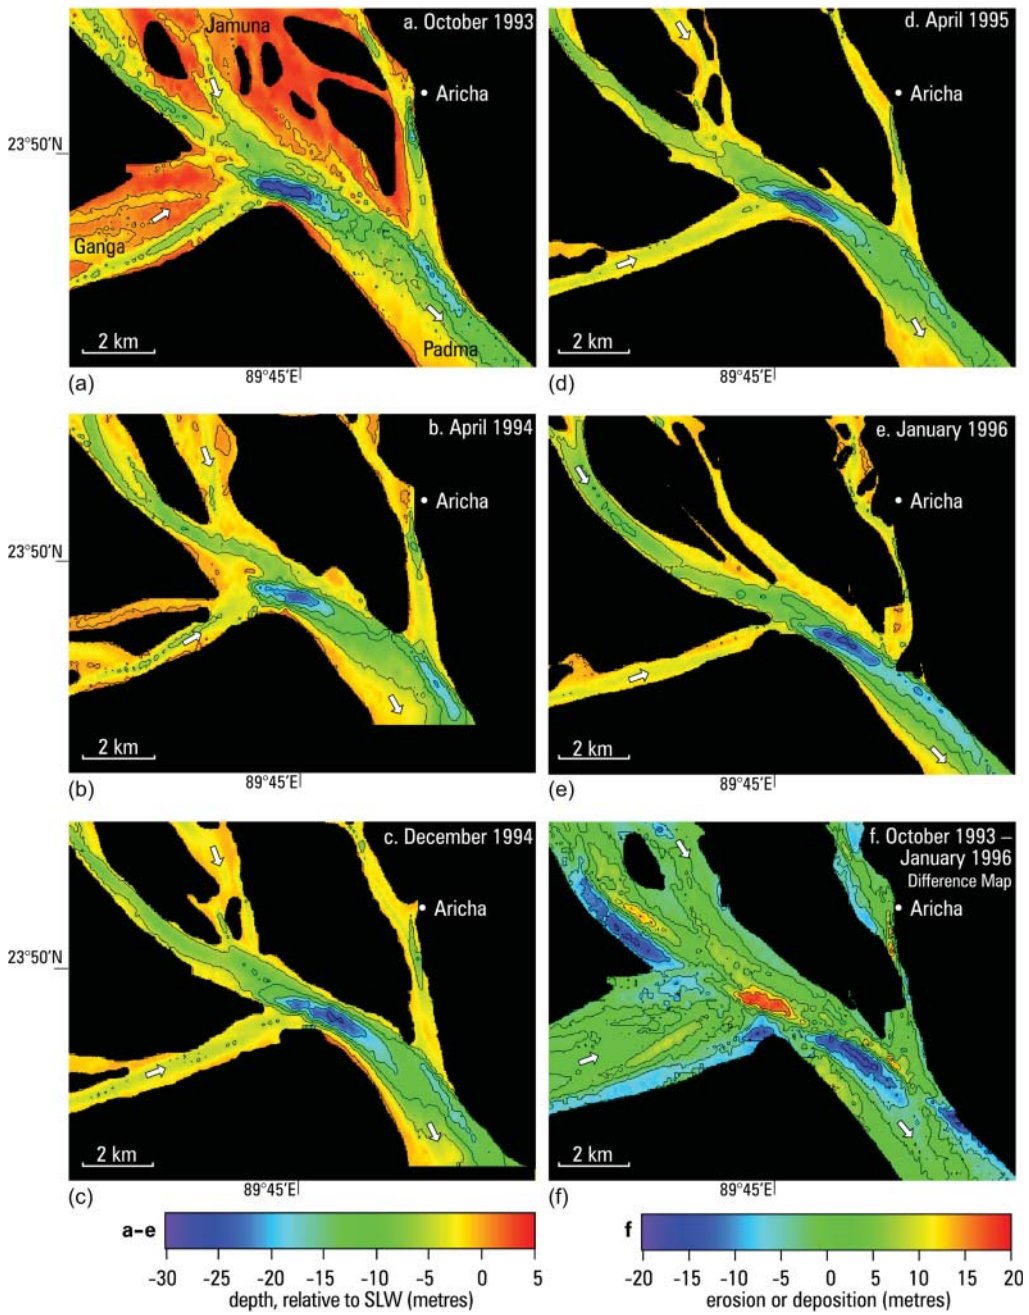 a. October 1993
Jamuna
Aricha
23°50'N
Ganga
Padma
2 km
89°45'E
(a)
d. April 1995
Aricha
2 km
89°45'E
(d)
b. April 1994
Aricha
23°50'N
2 km
89°45'E
(b)
e. January 1996
Aricha
2 km
89°45'E
(e)
c. December 1994
Aricha
23°50'N
2 km
89°45'E
(c)
f. October 1993 –
January 1996
Difference Map
Aricha
2 km
89°45'E
(f)
a–e
-30 -25 -20 -15 -10 -5 0 5
depth, relative to SLW (metres)
f
-20 -15 -10 -5 0 5 10 15 20
erosion or deposition (metres)